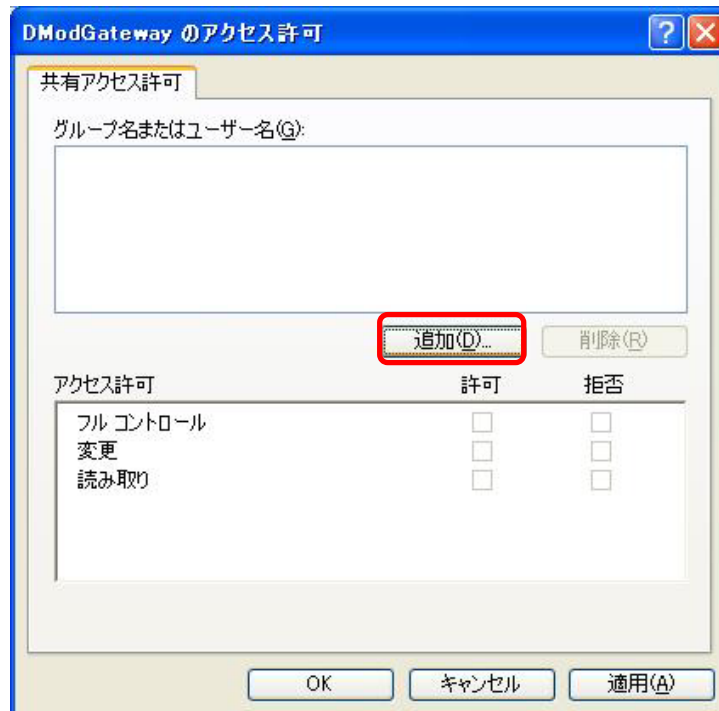 DModGateway のアクセス許可
共有アクセス許可
グループ名またはユーザー名(G):
追加(D)... 削除(R)
アクセス許可 許可 拒否
フル コントロール
変更
読み取り
OK キャンセル 適用(A)